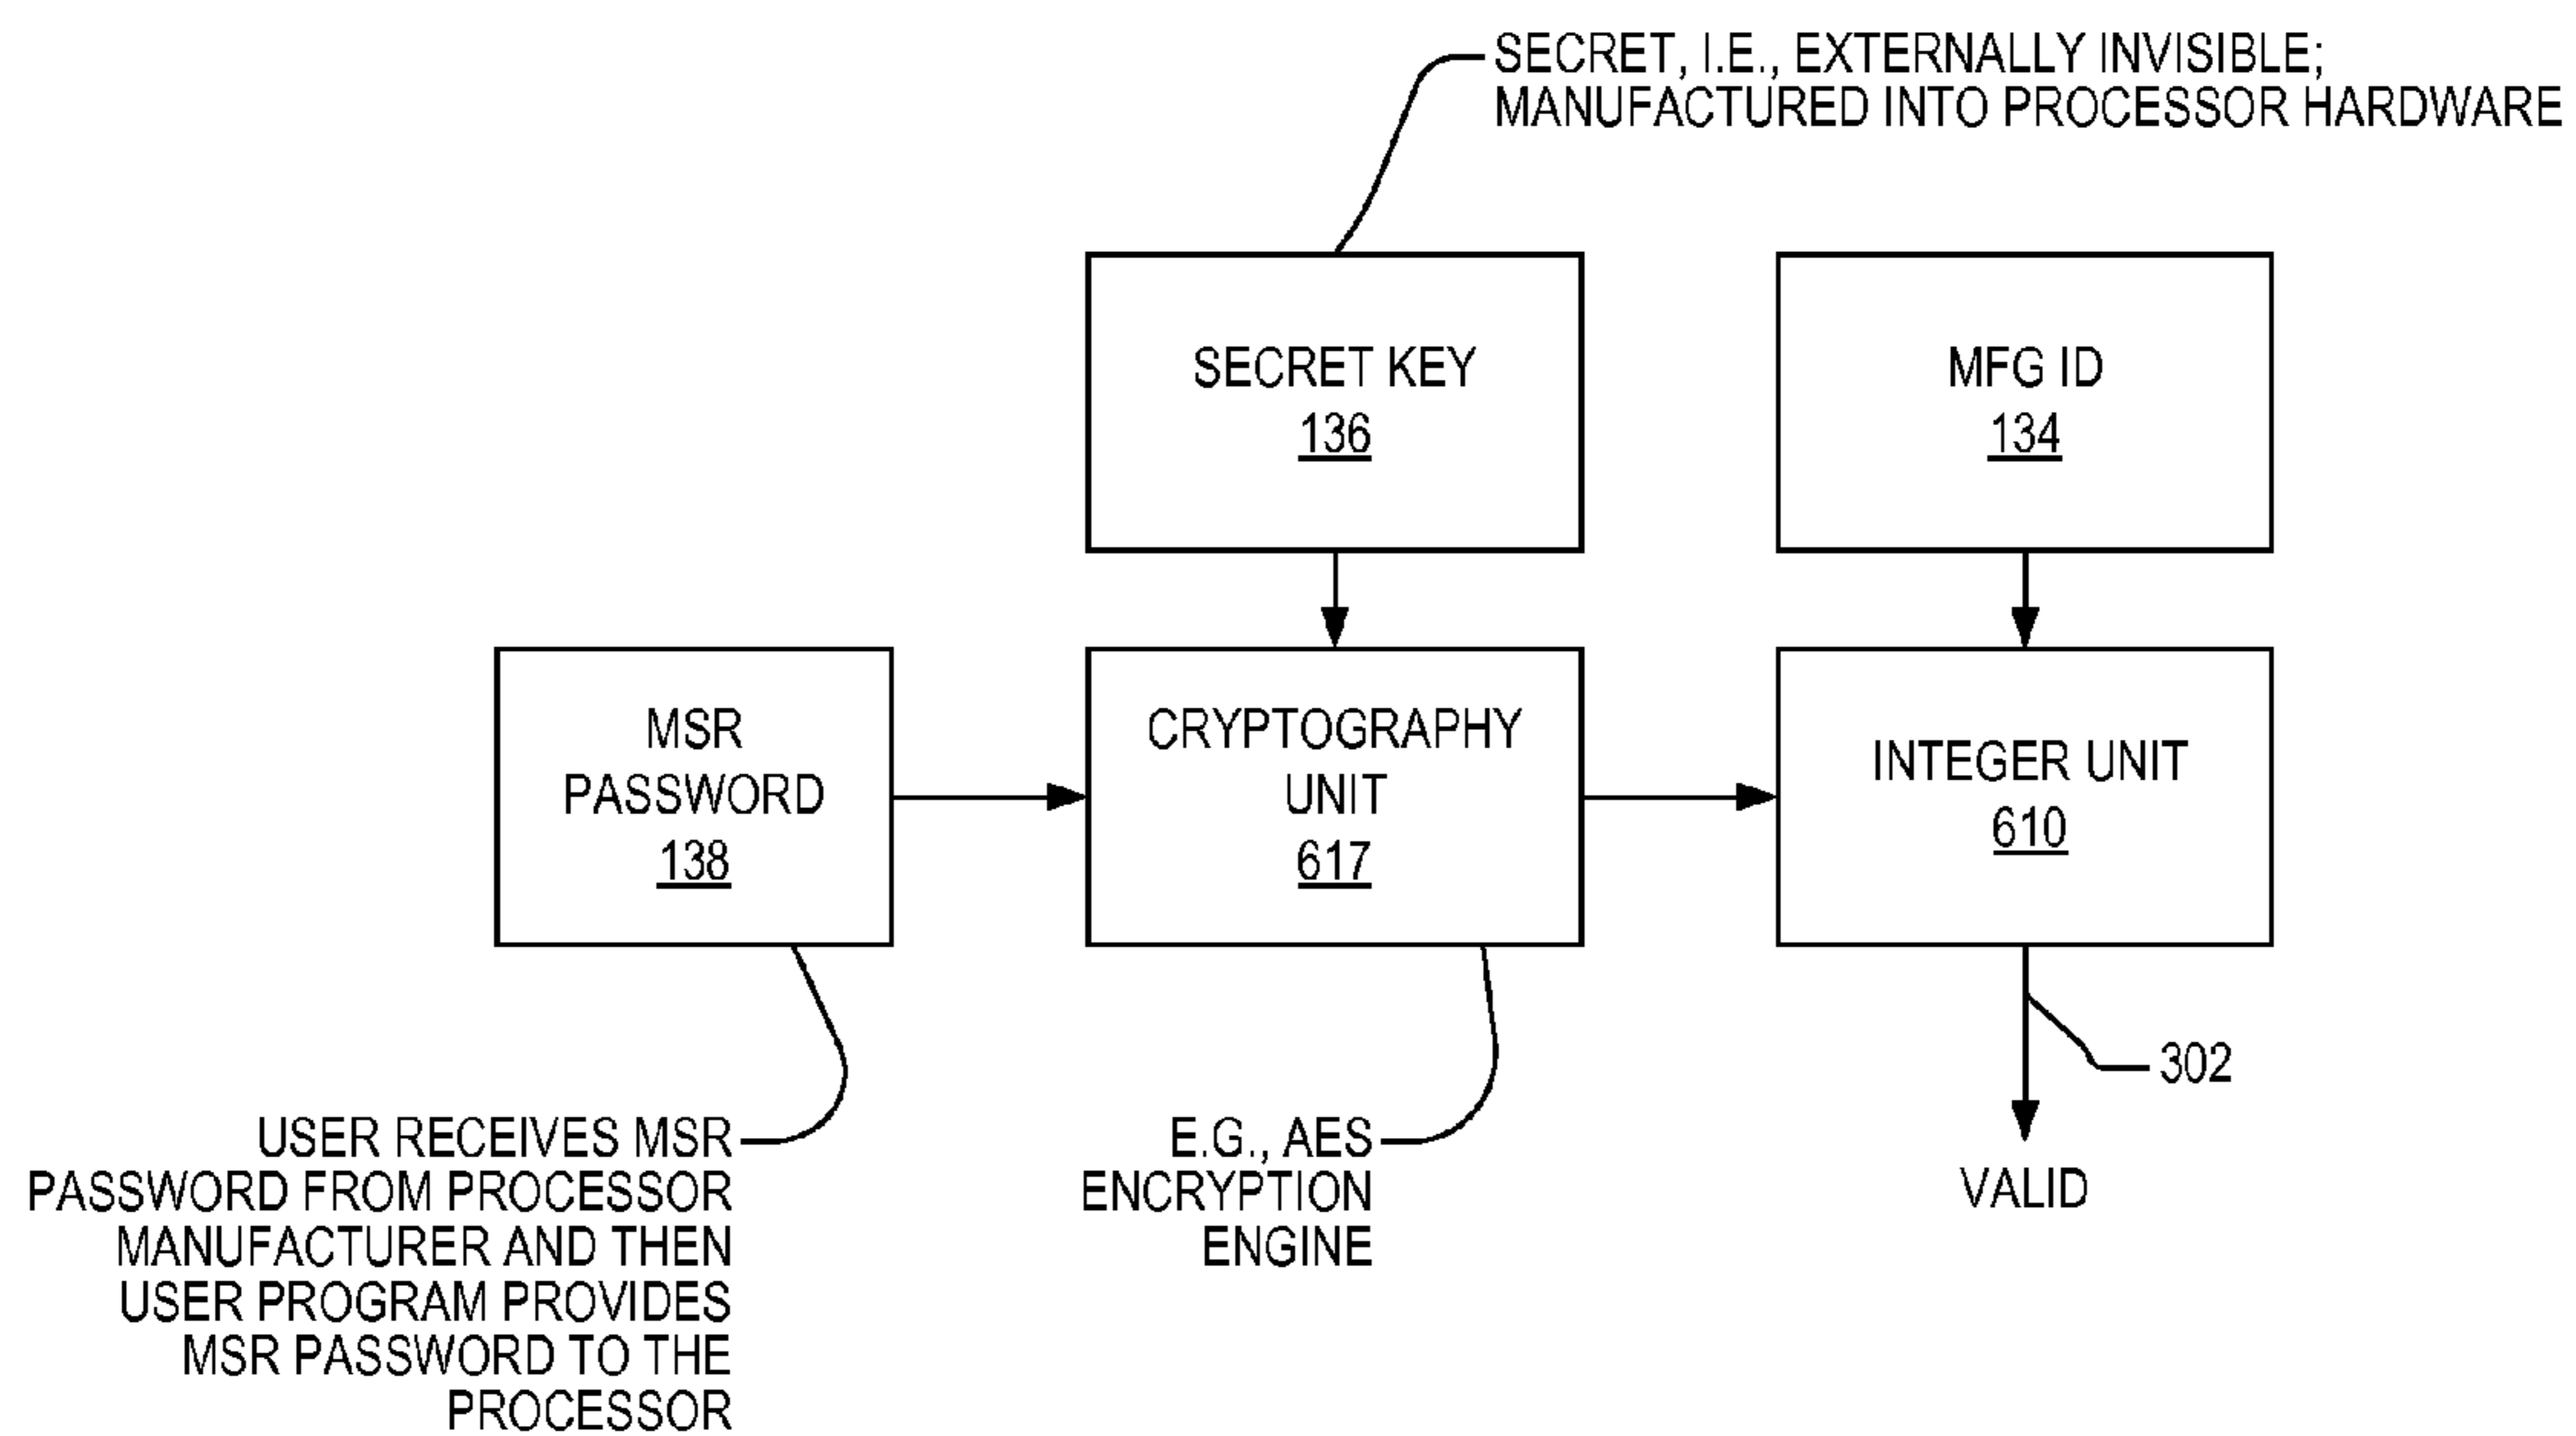 SECRET, I.E., EXTERNALLY INVISIBLE;
MANUFACTURED INTO PROCESSOR HARDWARE
SECRET KEY
136
MFG ID
134
MSR
PASSWORD
138
CRYPTOGRAPHY
UNIT
617
INTEGER UNIT
610
302
USER RECEIVES MSR
PASSWORD FROM PROCESSOR
MANUFACTURER AND THEN
USER PROGRAM PROVIDES
MSR PASSWORD TO THE
PROCESSOR
E.G., AES
ENCRYPTION
ENGINE
VALID